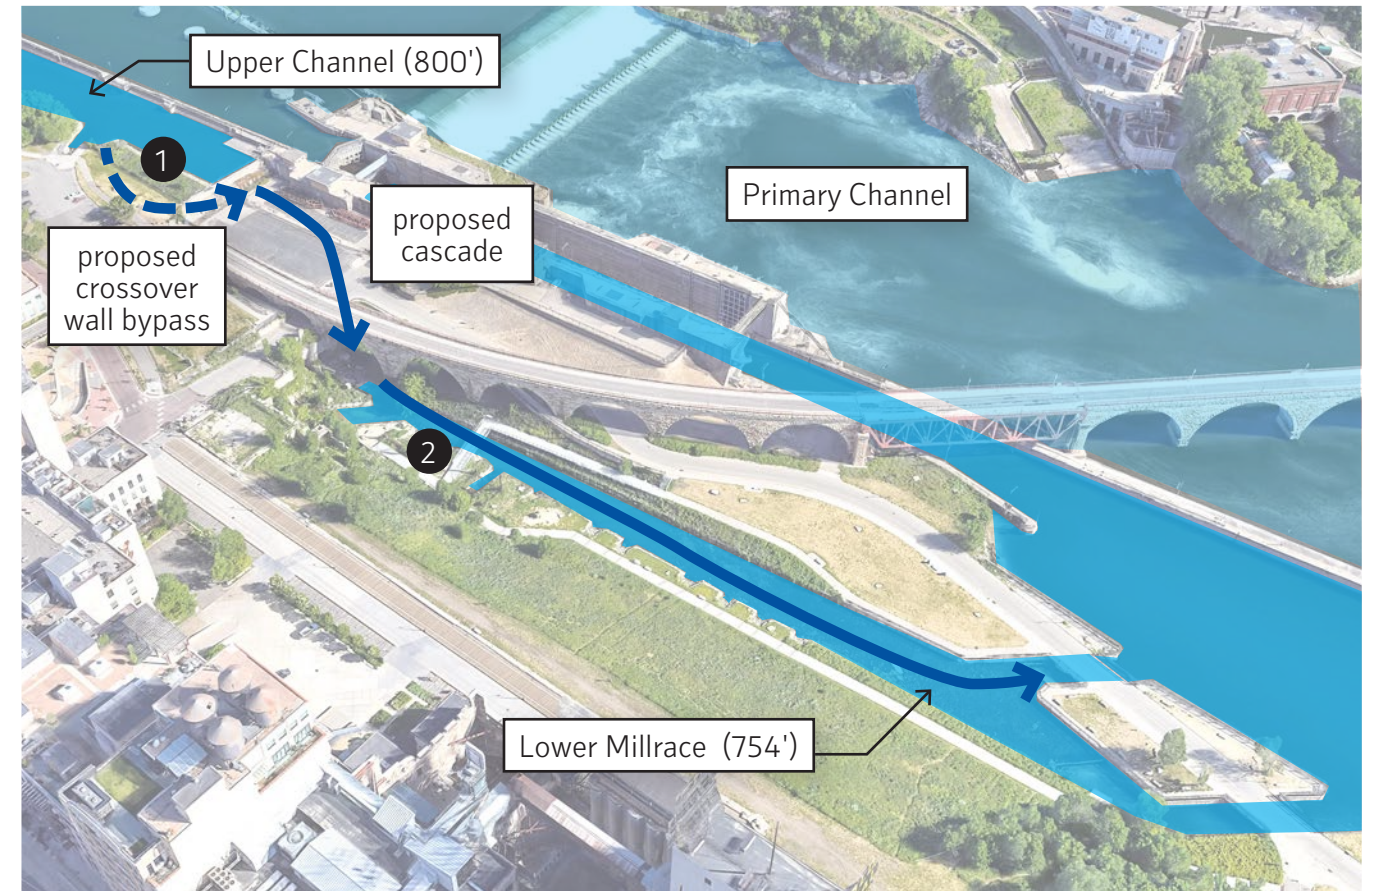 Upper Channel (800')
1
Primary Channel
proposed
cascade
proposed
crossover
wall bypass
2
Lower Millrace (754')